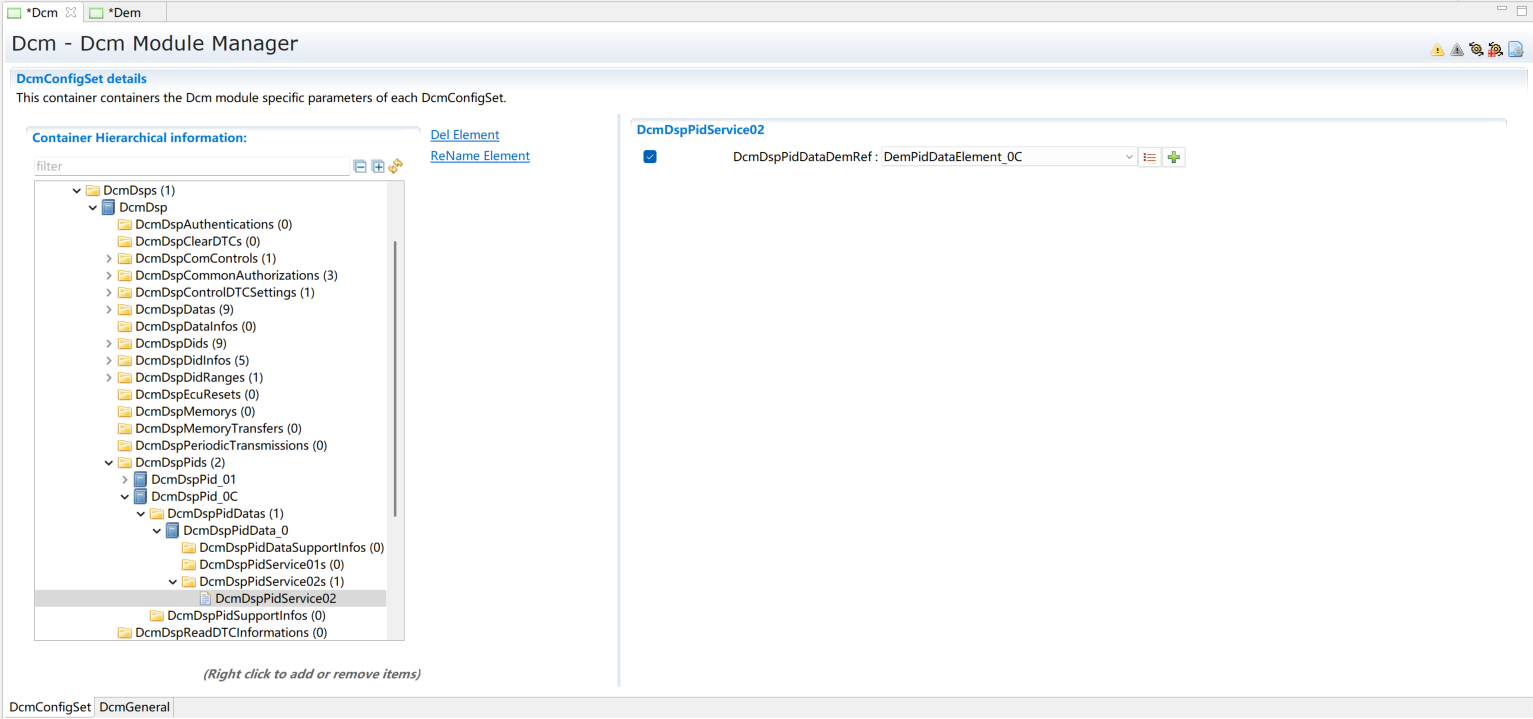 *Dcm
*Dem
Dcm - Dcm Module Manager
DcmConfigSet details
This container containers the Dcm module specific parameters of each DcmConfigSet.
Container Hierarchical information:
filter
DcmDsps (1)
DcmDsp
DcmDspAuthentications (0)
DcmDspClearDTCs (0)
DcmDspComControls (1)
DcmDspCommonAuthorizations (3)
DcmDspControlDTCSettings (1)
DcmDspDatas (9)
DcmDspDataInfos (0)
DcmDspDids (9)
DcmDspDidInfos (5)
DcmDspDidRanges (1)
DcmDspEcuResets (0)
DcmDspMemorys (0)
DcmDspMemoryTransfers (0)
DcmDspPeriodicTransmissions (0)
DcmDspPids (2)
DcmDspPid_01
DcmDspPid_0C
DcmDspPidDatas (1)
DcmDspPidData_0
DcmDspPidDataSupportInfos (0)
DcmDspPidService01s (0)
DcmDspPidService02s (1)
DcmDspPidService02
DcmDspPidSupportInfos (0)
DcmDspReadDTCInformations (0)
(Right click to add or remove items)
Del Element
ReName Element
DcmDspPidService02
DcmDspPidDataDemRef : DemPidDataElement_0C
DcmConfigSet
DcmGeneral